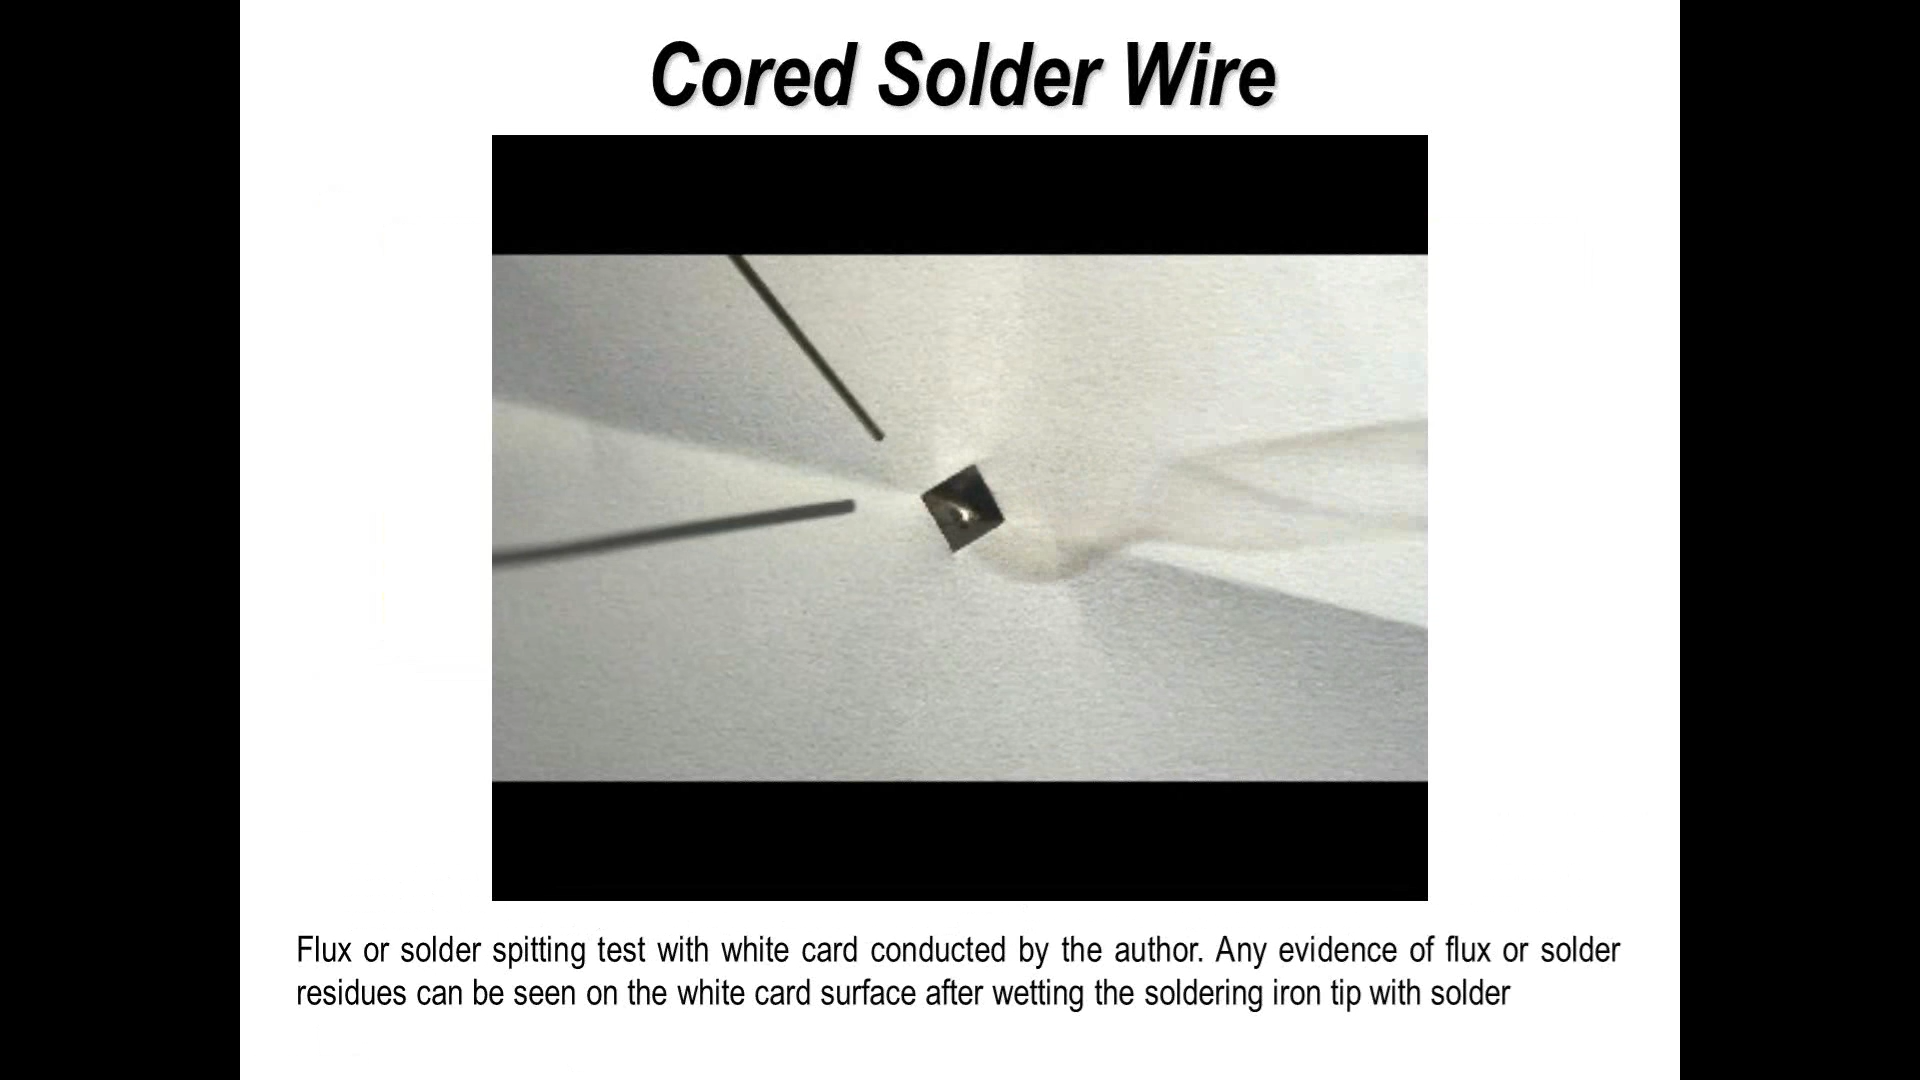 Cored Solder Wire
Flux or solder spitting test with white card conducted by the author. Any evidence of flux or solder
residues can be seen on the white card surface after wetting the soldering iron tip with solder